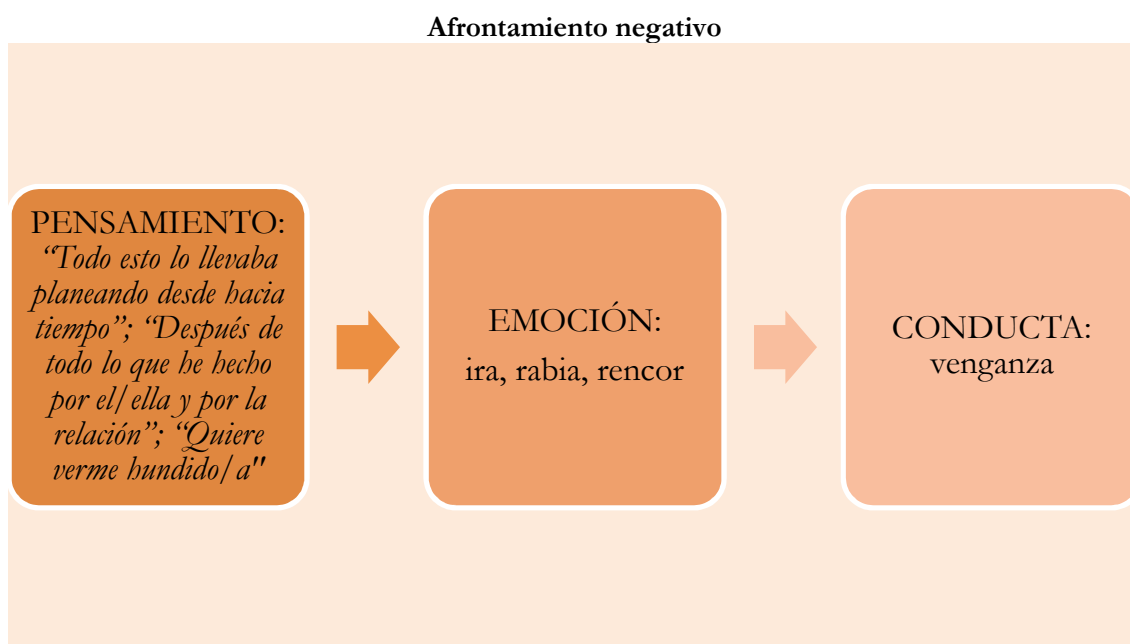 Afrontamiento negativo
PENSAMIENTO:
“Todo esto lo llevaba
planeando desde hacia
tiempo”; “Después de
todo lo que he hecho
por el/ella y por la
relación”; “Quiere
verme hundido/a"
EMOCIÓN:
ira, rabia, rencor
CONDUCTA:
venganza